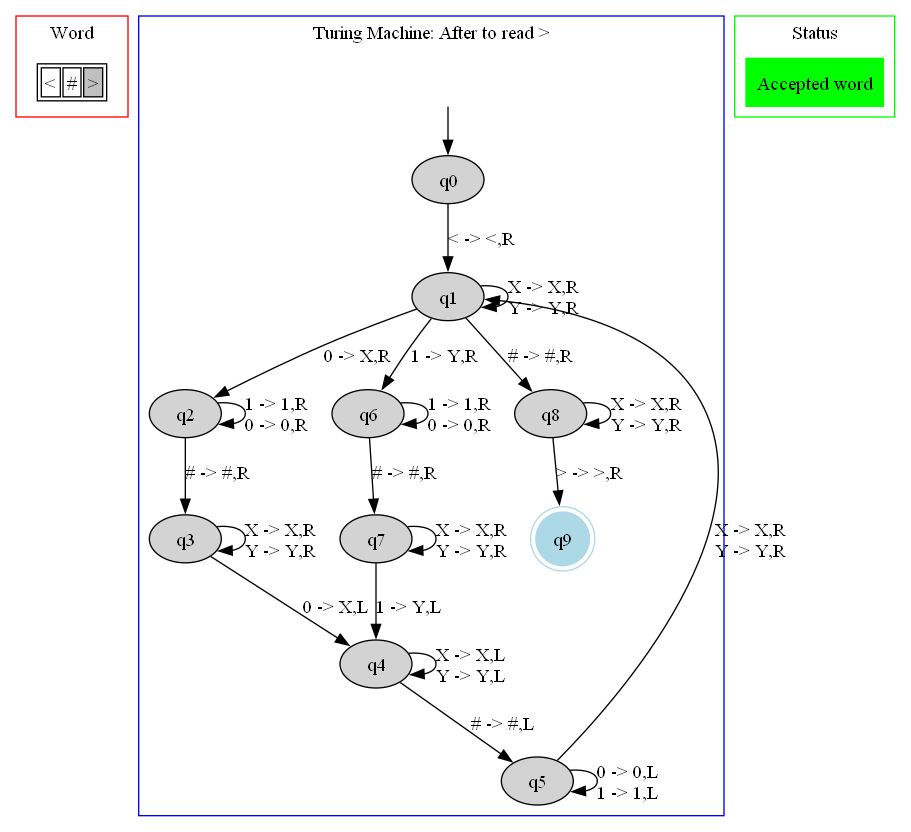 Word
Turing Machine: After to read >
Status
< # >
Accepted word
q0
< -> <,R
q1
X -> X,R
Y -> Y,R
0 -> X,R
1 -> Y,R
# -> #,R
q2
1 -> 1,R
0 -> 0,R
q6
1 -> 1,R
0 -> 0,R
q8
X -> X,R
Y -> Y,R
# -> #,R
# -> #,R
> -> >,R
q3
X -> X,R
Y -> Y,R
q7
X -> X,R
Y -> Y,R
q9
X -> X,R
Y -> Y,R
0 -> X,L
1 -> Y,L
q4
X -> X,L
Y -> Y,L
# -> #,L
q5
0 -> 0,L
1 -> 1,L